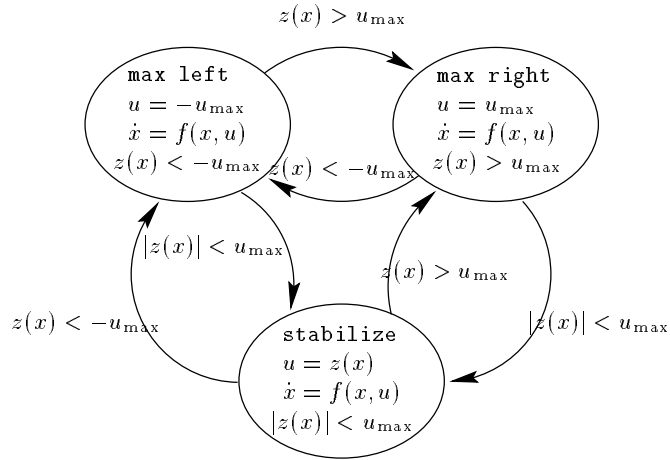 z(x) > u_max
max left
u = −u_max
ẋ = f(x, u)
z(x) < −u_max
max right
u = u_max
ẋ = f(x, u)
z(x) > u_max
z(x) < −u_max
|z(x)| < u_max
z(x) > u_max
z(x) < −u_max
|z(x)| < u_max
stabilize
u = z(x)
ẋ = f(x, u)
|z(x)| < u_max